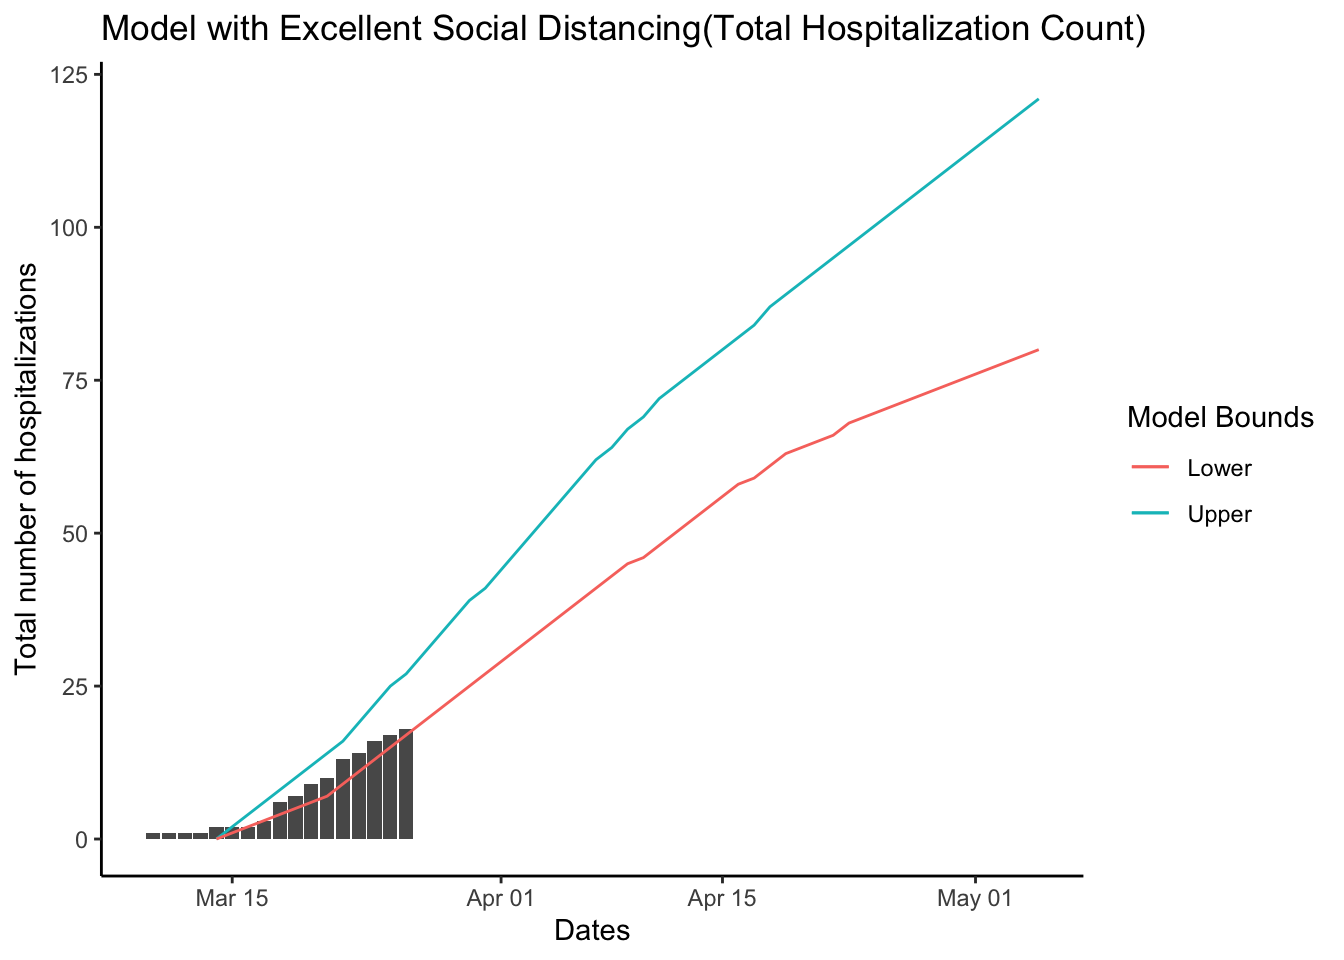 Model with Excellent Social Distancing(Total Hospitalization Count)
125
100
75
50
25
0
Total number of hospitalizations
Mar 15
Apr 01
Apr 15
May 01
Dates
Model Bounds
Lower
Upper